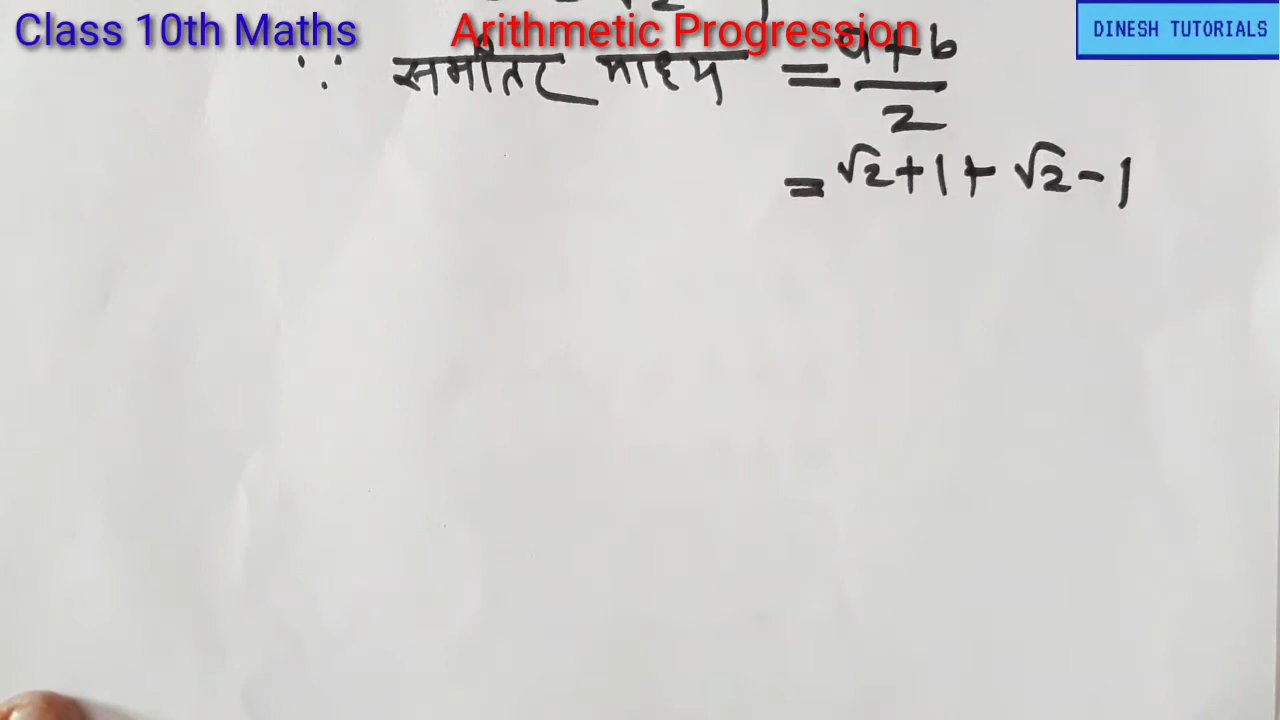 Class 10th Maths
Arithmetic Progression
DINESH TUTORIALS
∵ समांतर माध्य = a+b
2
= √2+1+ √2-1